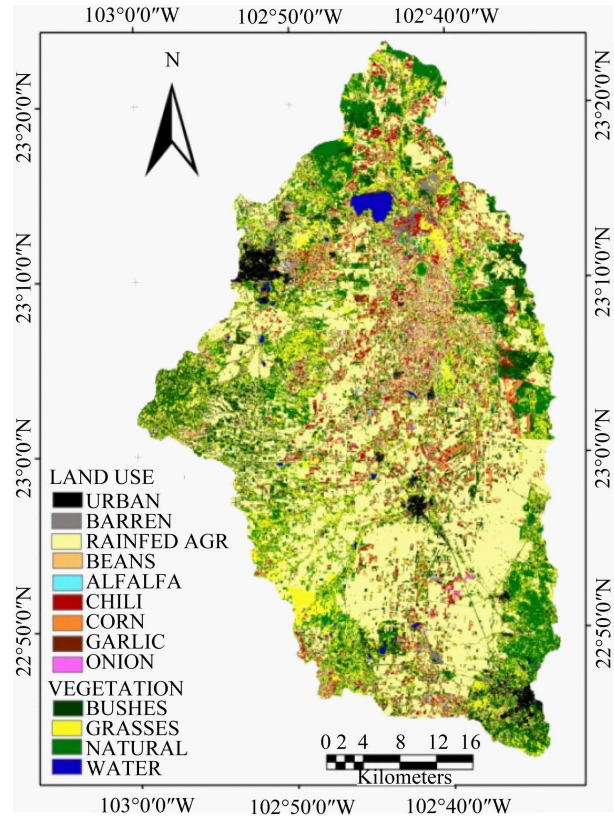 103°0′0″W 102°50′0″W 102°40′0″W
N
23°20′0″N 23°20′0″N
23°10′0″N 23°10′0″N
23°0′0″N 23°0′0″N
22°50′0″N 22°50′0″N
LAND USE
URBAN
BARREN
RAINFED AGR
BEANS
ALFALFA
CHILI
CORN
GARLIC
ONION
VEGETATION
BUSHES
GRASSES
NATURAL
WATER
0 2 4 8 12 16
Kilometers
103°0′0″W 102°50′0″W 102°40′0″W